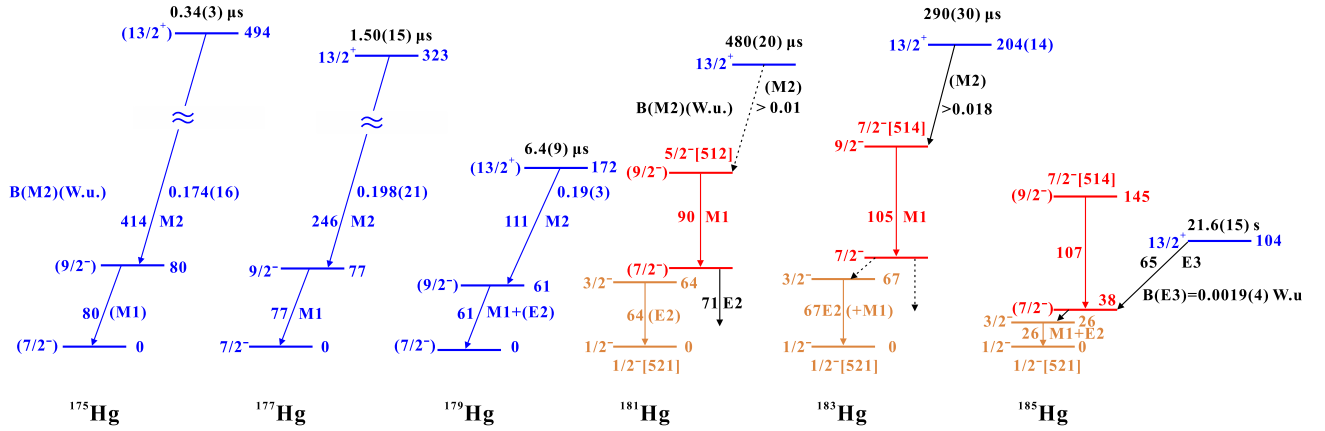 0.34(3) μs
(13/2⁺) 494
B(M2)(W.u.) 0.174(16)
414 M2
(9/2⁻) 80
80 (M1)
(7/2⁻) 0
¹⁷⁵Hg
1.50(15) μs
13/2⁺ 323
0.198(21)
246 M2
9/2⁻ 77
77 M1
7/2⁻ 0
¹⁷⁷Hg
6.4(9) μs
(13/2⁺) 172
0.19(3)
111 M2
(9/2⁻) 61
61 M1+(E2)
(7/2⁻) 0
¹⁷⁹Hg
480(20) μs
13/2⁺
(M2)
B(M2)(W.u.) > 0.01
5/2⁻[512]
(9/2⁻)
90 M1
(7/2⁻)
3/2⁻ 64
71 E2
64 (E2)
1/2⁻ 0
1/2⁻[521]
¹⁸¹Hg
290(30) μs
13/2⁺ 204(14)
(M2)
>0.018
7/2⁻[514]
9/2⁻
105 M1
7/2⁻
3/2⁻ 67
67E2 (+M1)
1/2⁻ 0
1/2⁻[521]
¹⁸³Hg
7/2⁻[514]
(9/2⁻) 145
21.6(15) s
13/2⁺ 104
107
65 E3
B(E3)=0.0019(4) W.u
(7/2⁻) 38
3/2⁻ 26
26 M1+E2
1/2⁻ 0
1/2⁻[521]
¹⁸⁵Hg